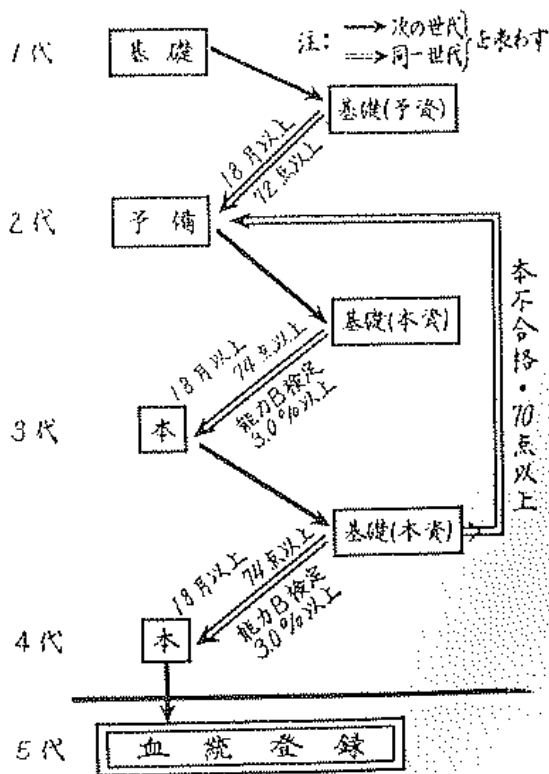 注: → 次の世代
⇒ 同一世代
を表わす
1代
基礎
基礎(予資)
18月以上
72点以上
2代
予備
基礎(本資)
18月以上
74点以上
能力B検定
3.0%以上
本不合格・70点以上
3代
本
基礎(本資)
18月以上
74点以上
能力B検定
3.0%以上
4代
本
5代
血統登録